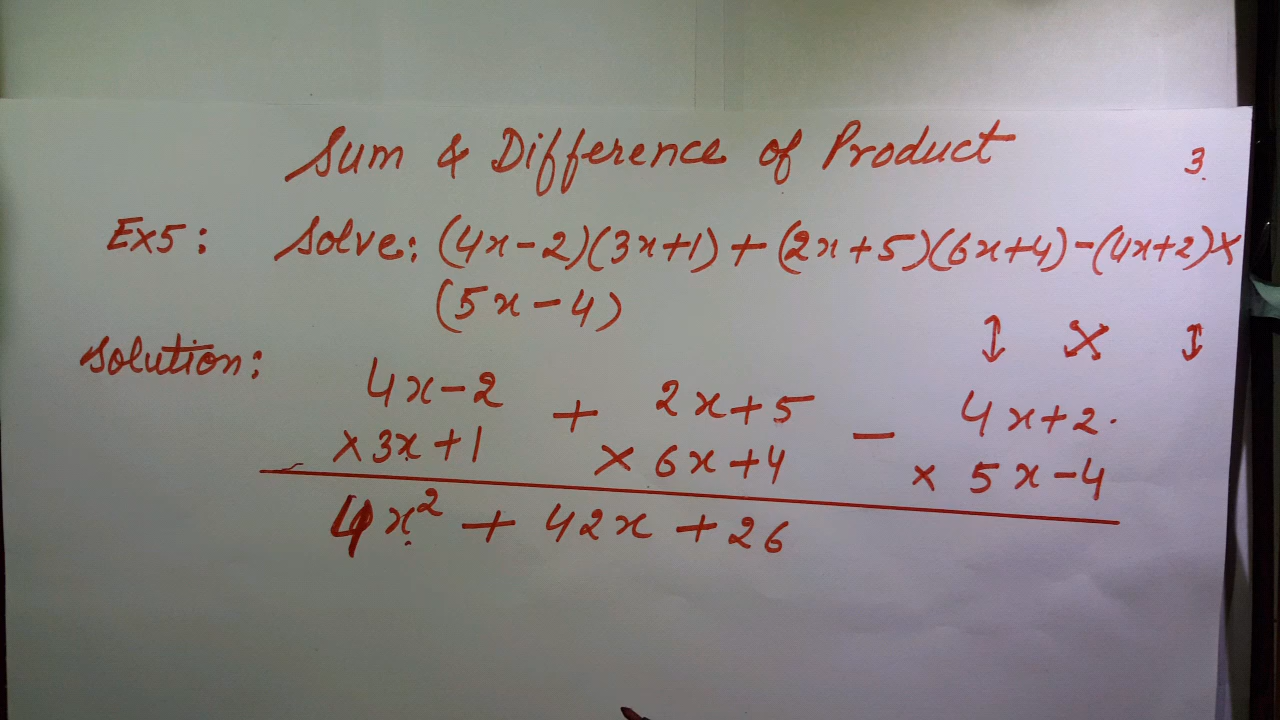 Sum & Difference of Product
3.
Ex5: Solve: (4x-2)(3x+1)+(2x+5)(6x+4)-(4x+2)×
(5x-4)
Solution:
↕ × ↕
4x-2 + 2x+5 - 4x+2
×3x+1 × 6x+4 × 5x-4
4x² + 42x + 26